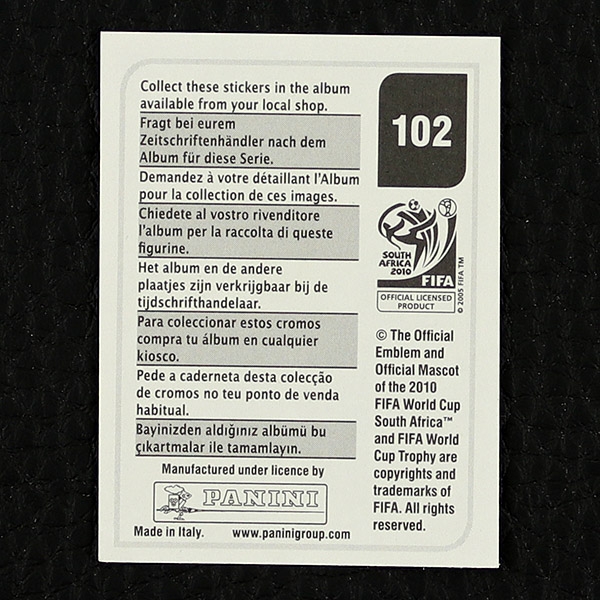 Collect these stickers in the album
available from your local shop.
Fragt bei eurem
Zeitschriftenhändler nach dem
Album für diese Serie.
Demandez à votre détaillant l'Album
pour la collection de ces images.
Chiedete al vostro rivenditore
l'album per la raccolta di queste
figurine.
Het album en de andere
plaatjes zijn verkrijgbaar bij de
tijdschrifthandelaar.
Para coleccionar estos cromos
compra tu álbum en cualquier
kiosco.
Pede a caderneta desta colecção
de cromos no teu ponto de venda
habitual.
Bayinizden aldığınız albümü bu
çıkartmalar ile tamamlayın.
Manufactured under licence by
PANINI
Made in Italy. www.paninigroup.com
102
SOUTH
AFRICA
2010
FIFA
© 2005 FIFA TM
OFFICIAL LICENSED
PRODUCT
© The Official
Emblem and
Official Mascot
of the 2010
FIFA World Cup
South Africa™
and FIFA World
Cup Trophy are
copyrights and
trademarks of
FIFA. All rights
reserved.